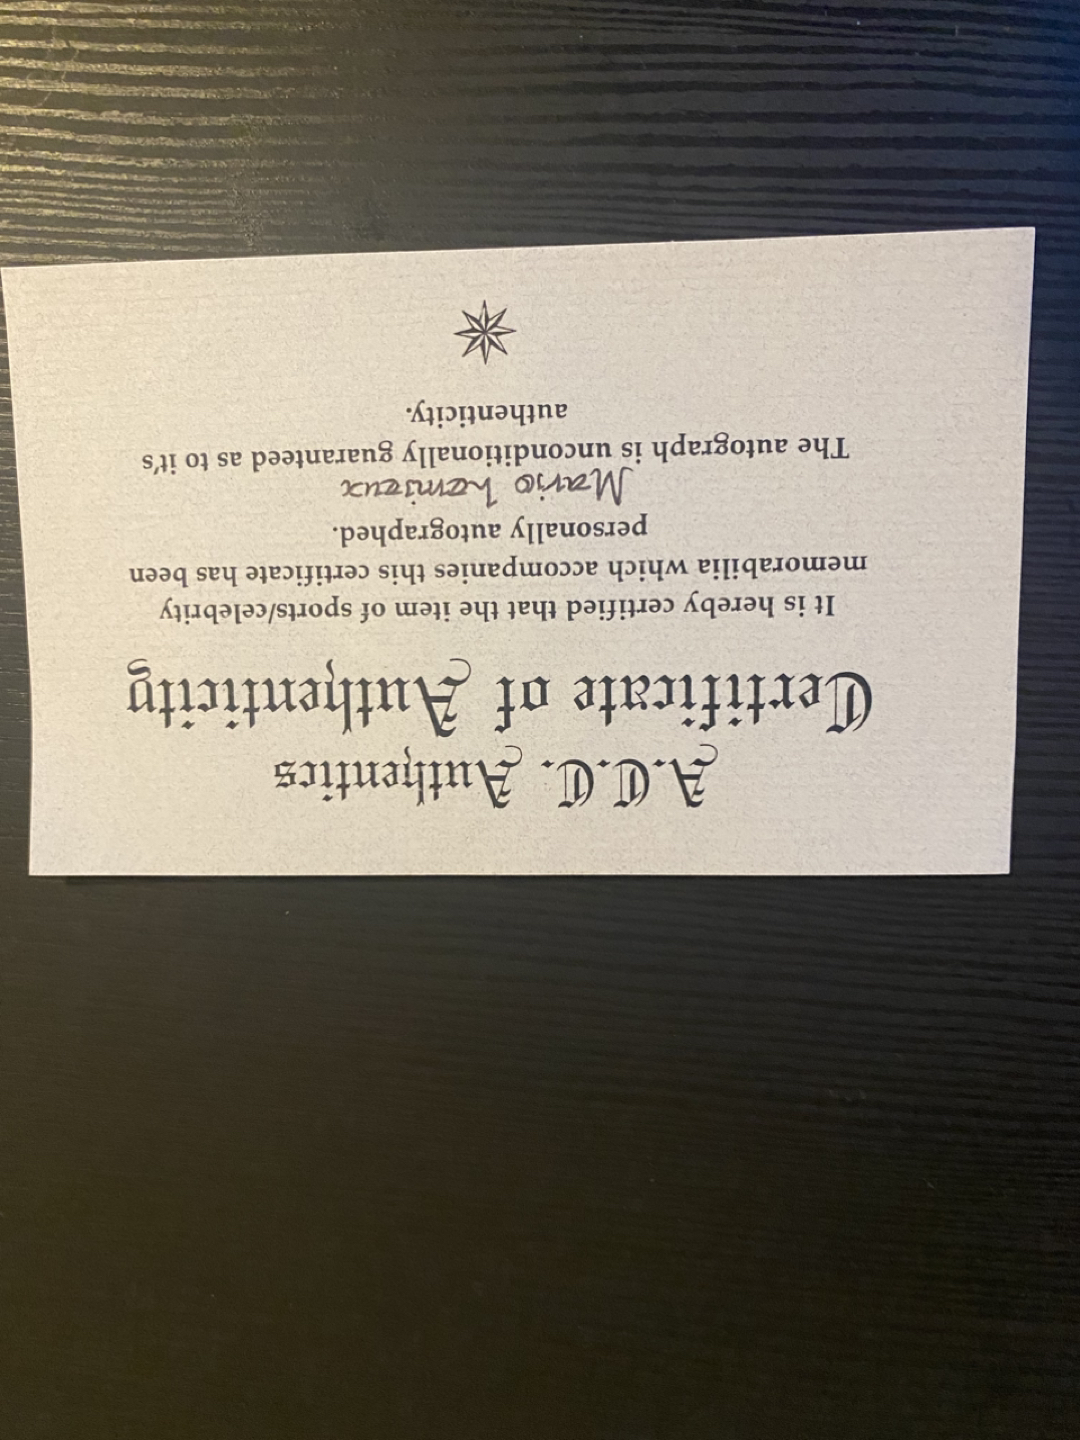 A.C.C. Authentics
Certificate of Authenticity
It is hereby certified that the item of sports/celebrity
memorabilia which accompanies this certificate has been
personally autographed.
Mario Lemieux
The autograph is unconditionally guaranteed as to it's
authenticity.